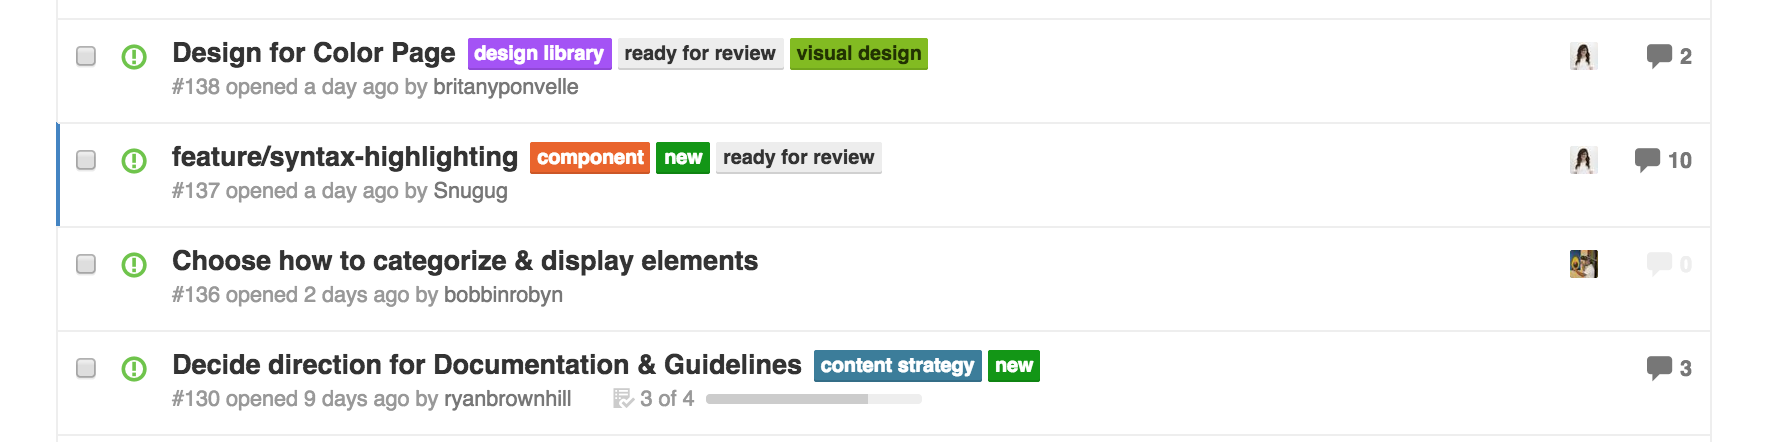 Design for Color Page design library ready for review visual design 2
#138 opened a day ago by britanyponvelle
feature/syntax-highlighting component new ready for review 10
#137 opened a day ago by Snugug
Choose how to categorize & display elements 0
#136 opened 2 days ago by bobbinrobyn
Decide direction for Documentation & Guidelines content strategy new 3
#130 opened 9 days ago by ryanbrownhill 3 of 4